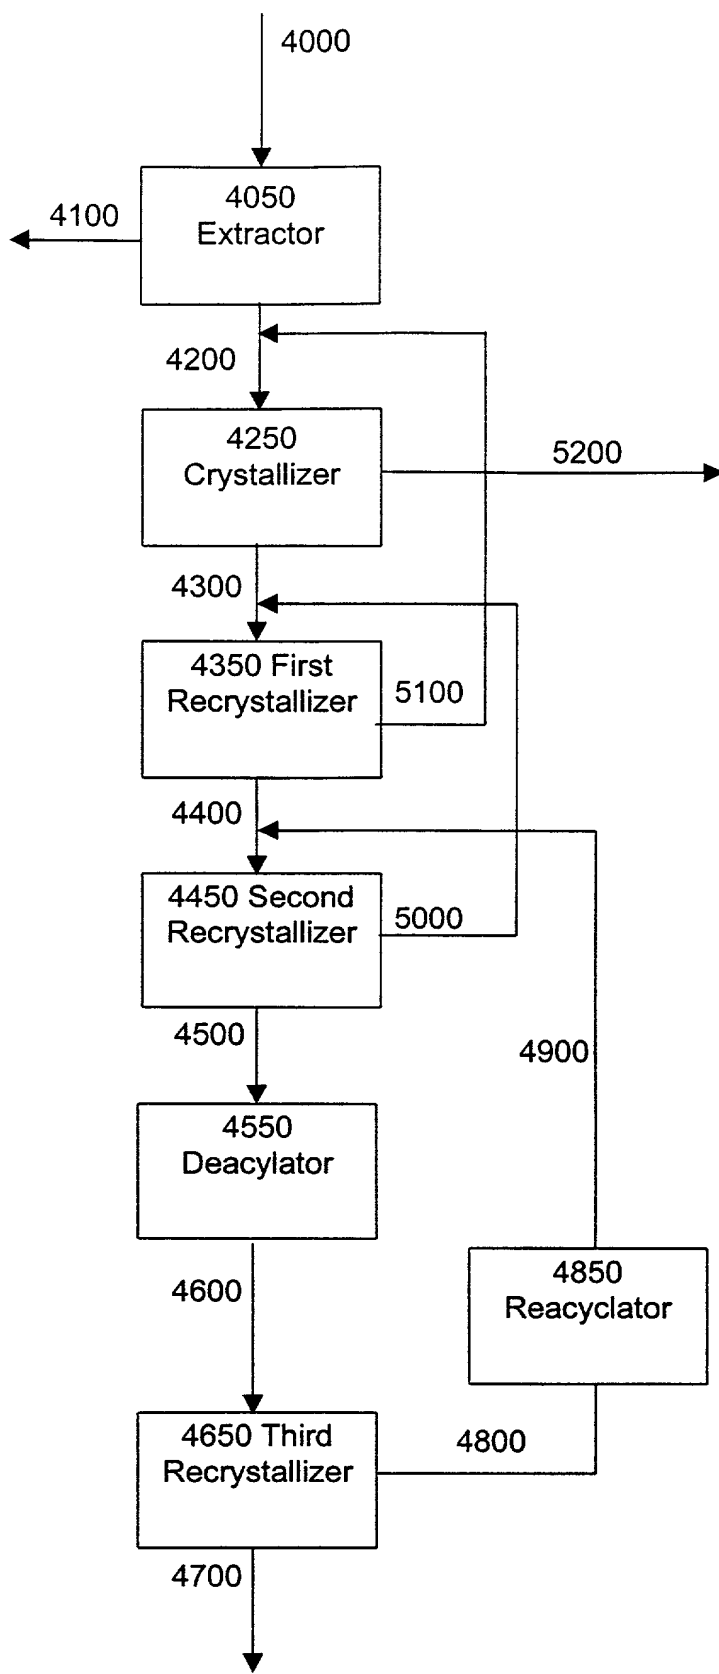 4000
4100
4050
Extractor
4200
4250
Crystallizer
5200
4300
4350 First
Recrystallizer
5100
4400
4450 Second
Recrystallizer
5000
4500
4900
4550
Deacylator
4600
4850
Reacyclator
4650 Third
Recrystallizer
4800
4700